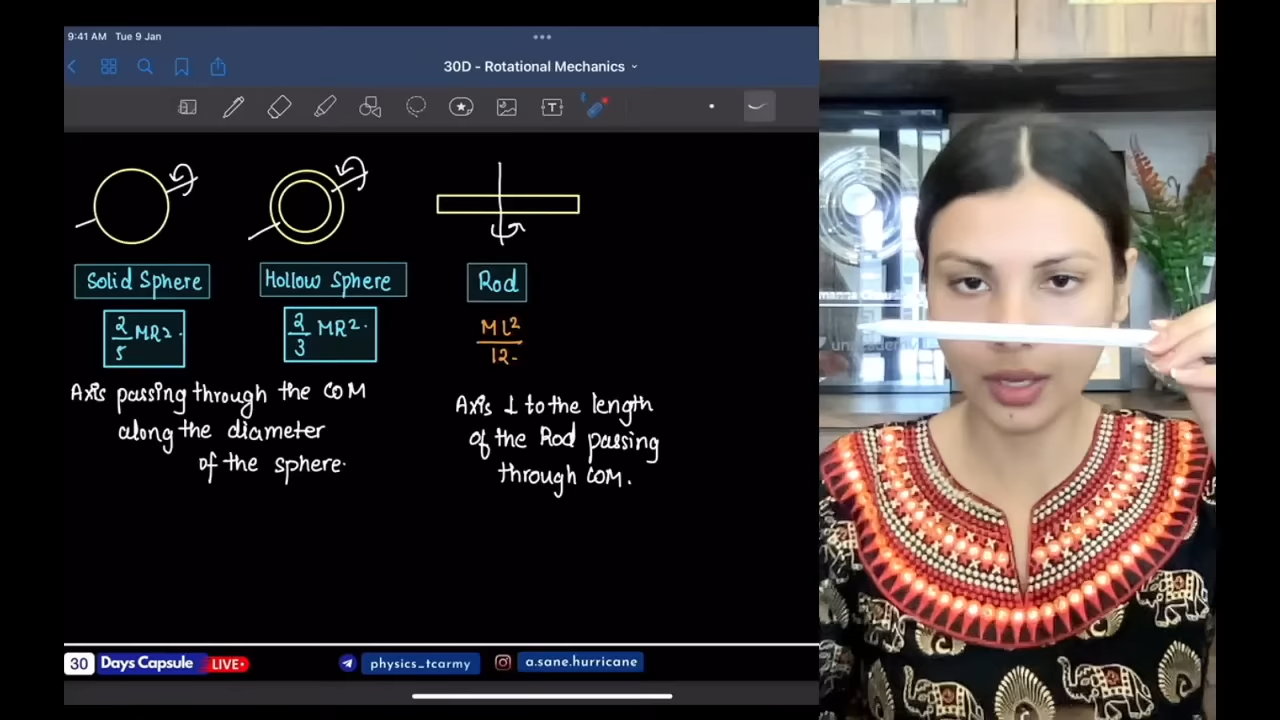 9:41 AM Tue 9 Jan
30D - Rotational Mechanics
Solid Sphere
Hollow Sphere
Rod
2/5 MR².
2/3 MR².
Ml²/12.
Axis passing through the COM
along the diameter
of the sphere.
Axis ⊥ to the length
of the Rod passing
through COM.
30 Days Capsule LIVE
physics_tcarmy
a.sane.hurricane